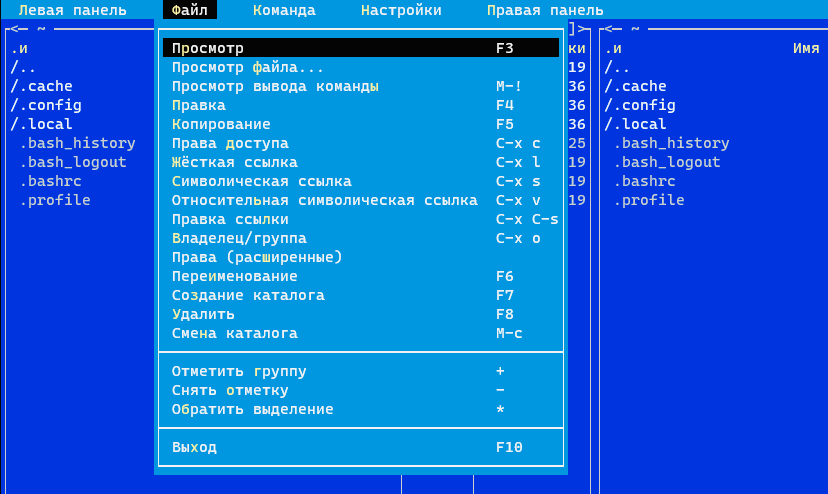 Левая панель Файл Команда Настройки Правая панель
<─ ~ ]> <─ ~
.и ки .и Имя
/.. 19 /..
/.cache 36 /.cache
/.config 36 /.config
/.local 36 /.local
.bash_history 25 .bash_history
.bash_logout 19 .bash_logout
.bashrc 19 .bashrc
.profile 19 .profile
Просмотр F3
Просмотр файла...
Просмотр вывода команды M-!
Правка F4
Копирование F5
Права доступа C-x c
Жёсткая ссылка C-x l
Символическая ссылка C-x s
Относительная символическая ссылка C-x v
Правка ссылки C-x C-s
Владелец/группа C-x o
Права (расширенные)
Переименование F6
Создание каталога F7
Удалить F8
Смена каталога M-c
Отметить группу +
Снять отметку -
Обратить выделение *
Выход F10